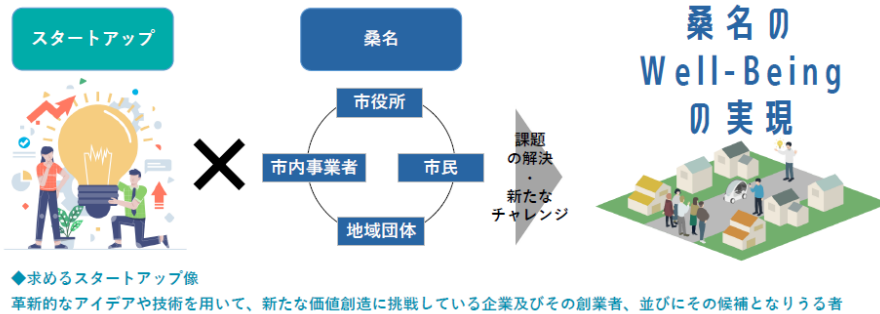 スタートアップ
桑名
桑名の
Well-Being
の実現
市役所
市内事業者
市民
地域団体
課題
の解決
・
新たな
チャレンジ
◆求めるスタートアップ像
革新的なアイデアや技術を用いて、新たな価値創造に挑戦している企業及びその創業者、並びにその候補となりうる者